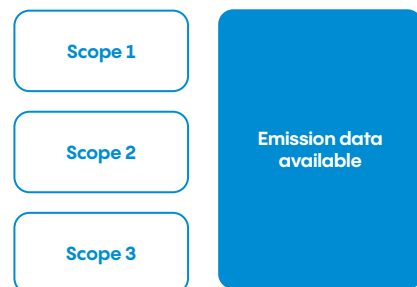 Scope 1
Scope 2
Emission data
available
Scope 3